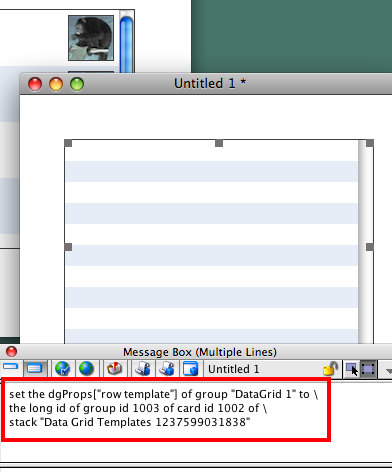 Untitled 1 *
Message Box (Multiple Lines)
Untitled 1
set the dgProps["row template"] of group "DataGrid 1" to \
the long id of group id 1003 of card id 1002 of \
stack "Data Grid Templates 1237599031838"